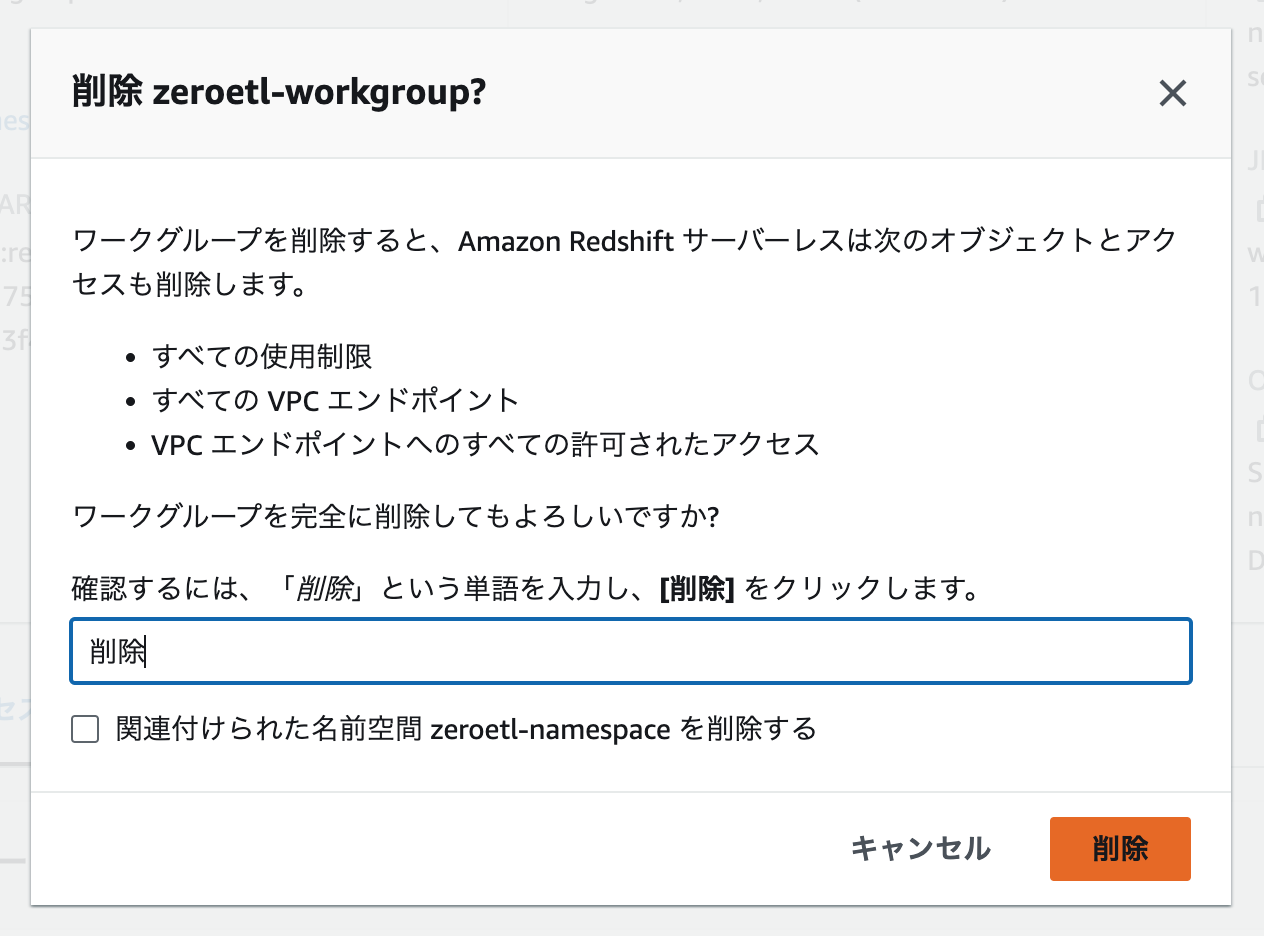 削除 zeroetl-workgroup?
ワークグループを削除すると、Amazon Redshift サーバーレスは次のオブジェクトとアク
セスも削除します。
• すべての使用制限
• すべての VPC エンドポイント
• VPC エンドポイントへのすべての許可されたアクセス
ワークグループを完全に削除してもよろしいですか?
確認するには、「削除」という単語を入力し、[削除] をクリックします。
削除
関連付けられた名前空間 zeroetl-namespace を削除する
キャンセル
削除